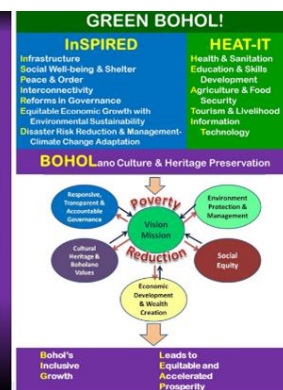 GREEN BOHOL!
InSPIRED
Infrastructure
Social Well-being & Shelter
Peace & Order
Interconnectivity
Reforms in Governance
Equitable Economic Growth with
Environmental Sustainability
Disaster Risk Reduction & Management-
Climate Change Adaptation
HEAT-IT
Health & Sanitation
Education & Skills
Development
Agriculture & Food
Security
Tourism & Livelihood
Information
Technology
BOHOLano Culture & Heritage Preservation
Poverty
Responsive,
Transparent &
Accountable
Governance
Environment
Protection &
Management
Vision
Mission
Cultural
Heritage &
Boholano
Values
Reduction
Social
Equity
Economic
Development
& Wealth
Creation
Bohol's
Inclusive
Growth
Leads to
Equitable and
Accelerated
Prosperity